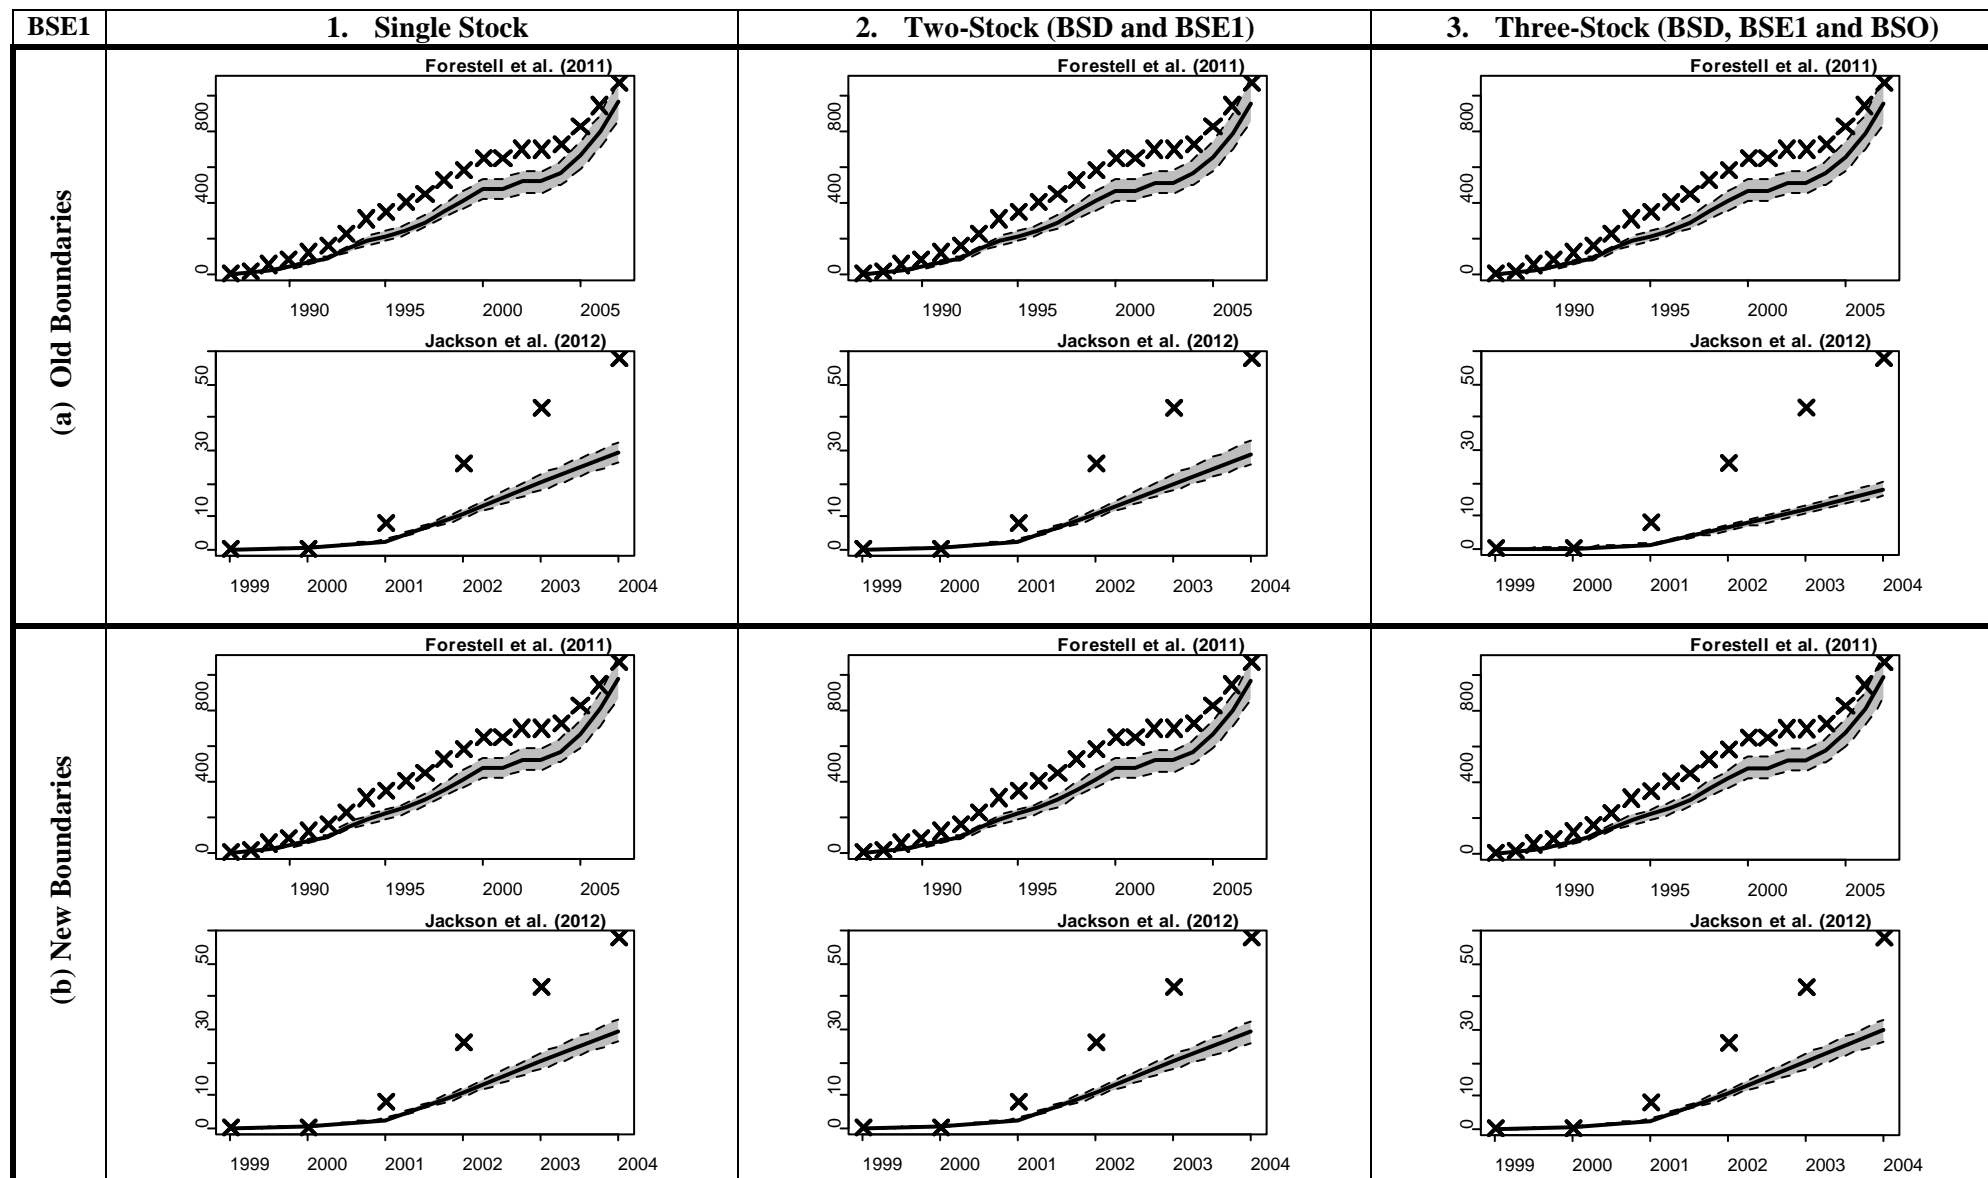 BSE1 1. Single Stock 2. Two-Stock (BSD and BSE1) 3. Three-Stock (BSD, BSE1 and BSO)
(a) Old Boundaries
Forestell et al. (2011)
0 400 800
1990 1995 2000 2005
Jackson et al. (2012)
0 10 30 50
1999 2000 2001 2002 2003 2004
Forestell et al. (2011)
0 400 800
1990 1995 2000 2005
Jackson et al. (2012)
0 10 30 50
1999 2000 2001 2002 2003 2004
Forestell et al. (2011)
0 400 800
1990 1995 2000 2005
Jackson et al. (2012)
0 10 30 50
1999 2000 2001 2002 2003 2004
(b) New Boundaries
Forestell et al. (2011)
0 400 800
1990 1995 2000 2005
Jackson et al. (2012)
0 10 30 50
1999 2000 2001 2002 2003 2004
Forestell et al. (2011)
0 400 800
1990 1995 2000 2005
Jackson et al. (2012)
0 10 30 50
1999 2000 2001 2002 2003 2004
Forestell et al. (2011)
0 400 800
1990 1995 2000 2005
Jackson et al. (2012)
0 10 30 50
1999 2000 2001 2002 2003 2004